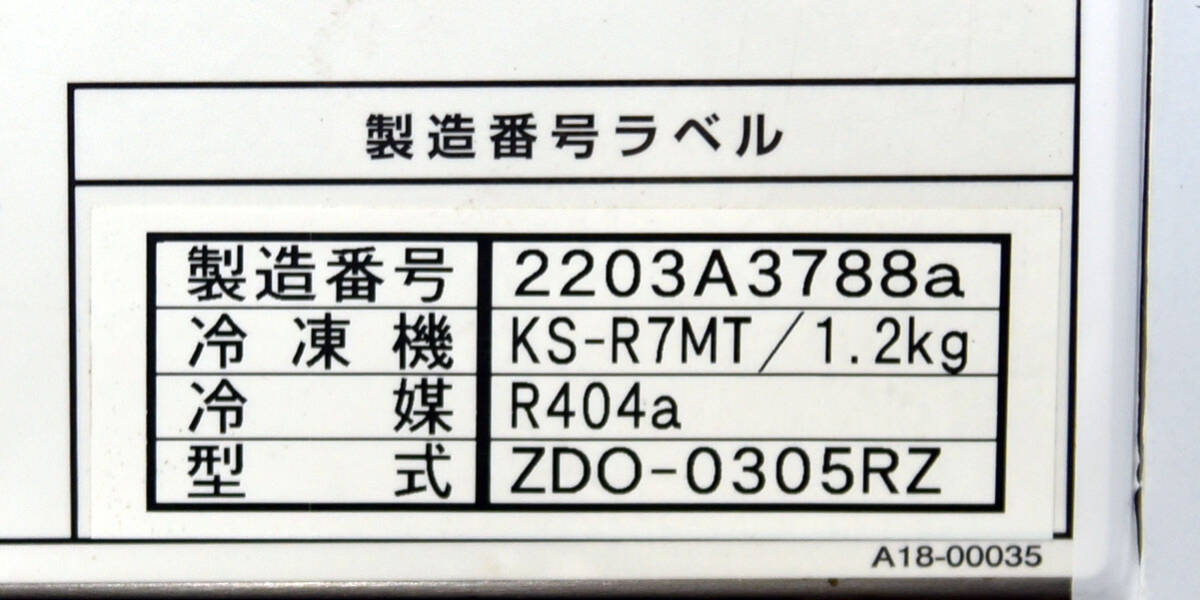 製造番号ラベル
製造番号 2203A3788a
冷凍機 KS-R7MT/1.2kg
冷媒 R404a
型式 ZDO-0305RZ
A18-00035